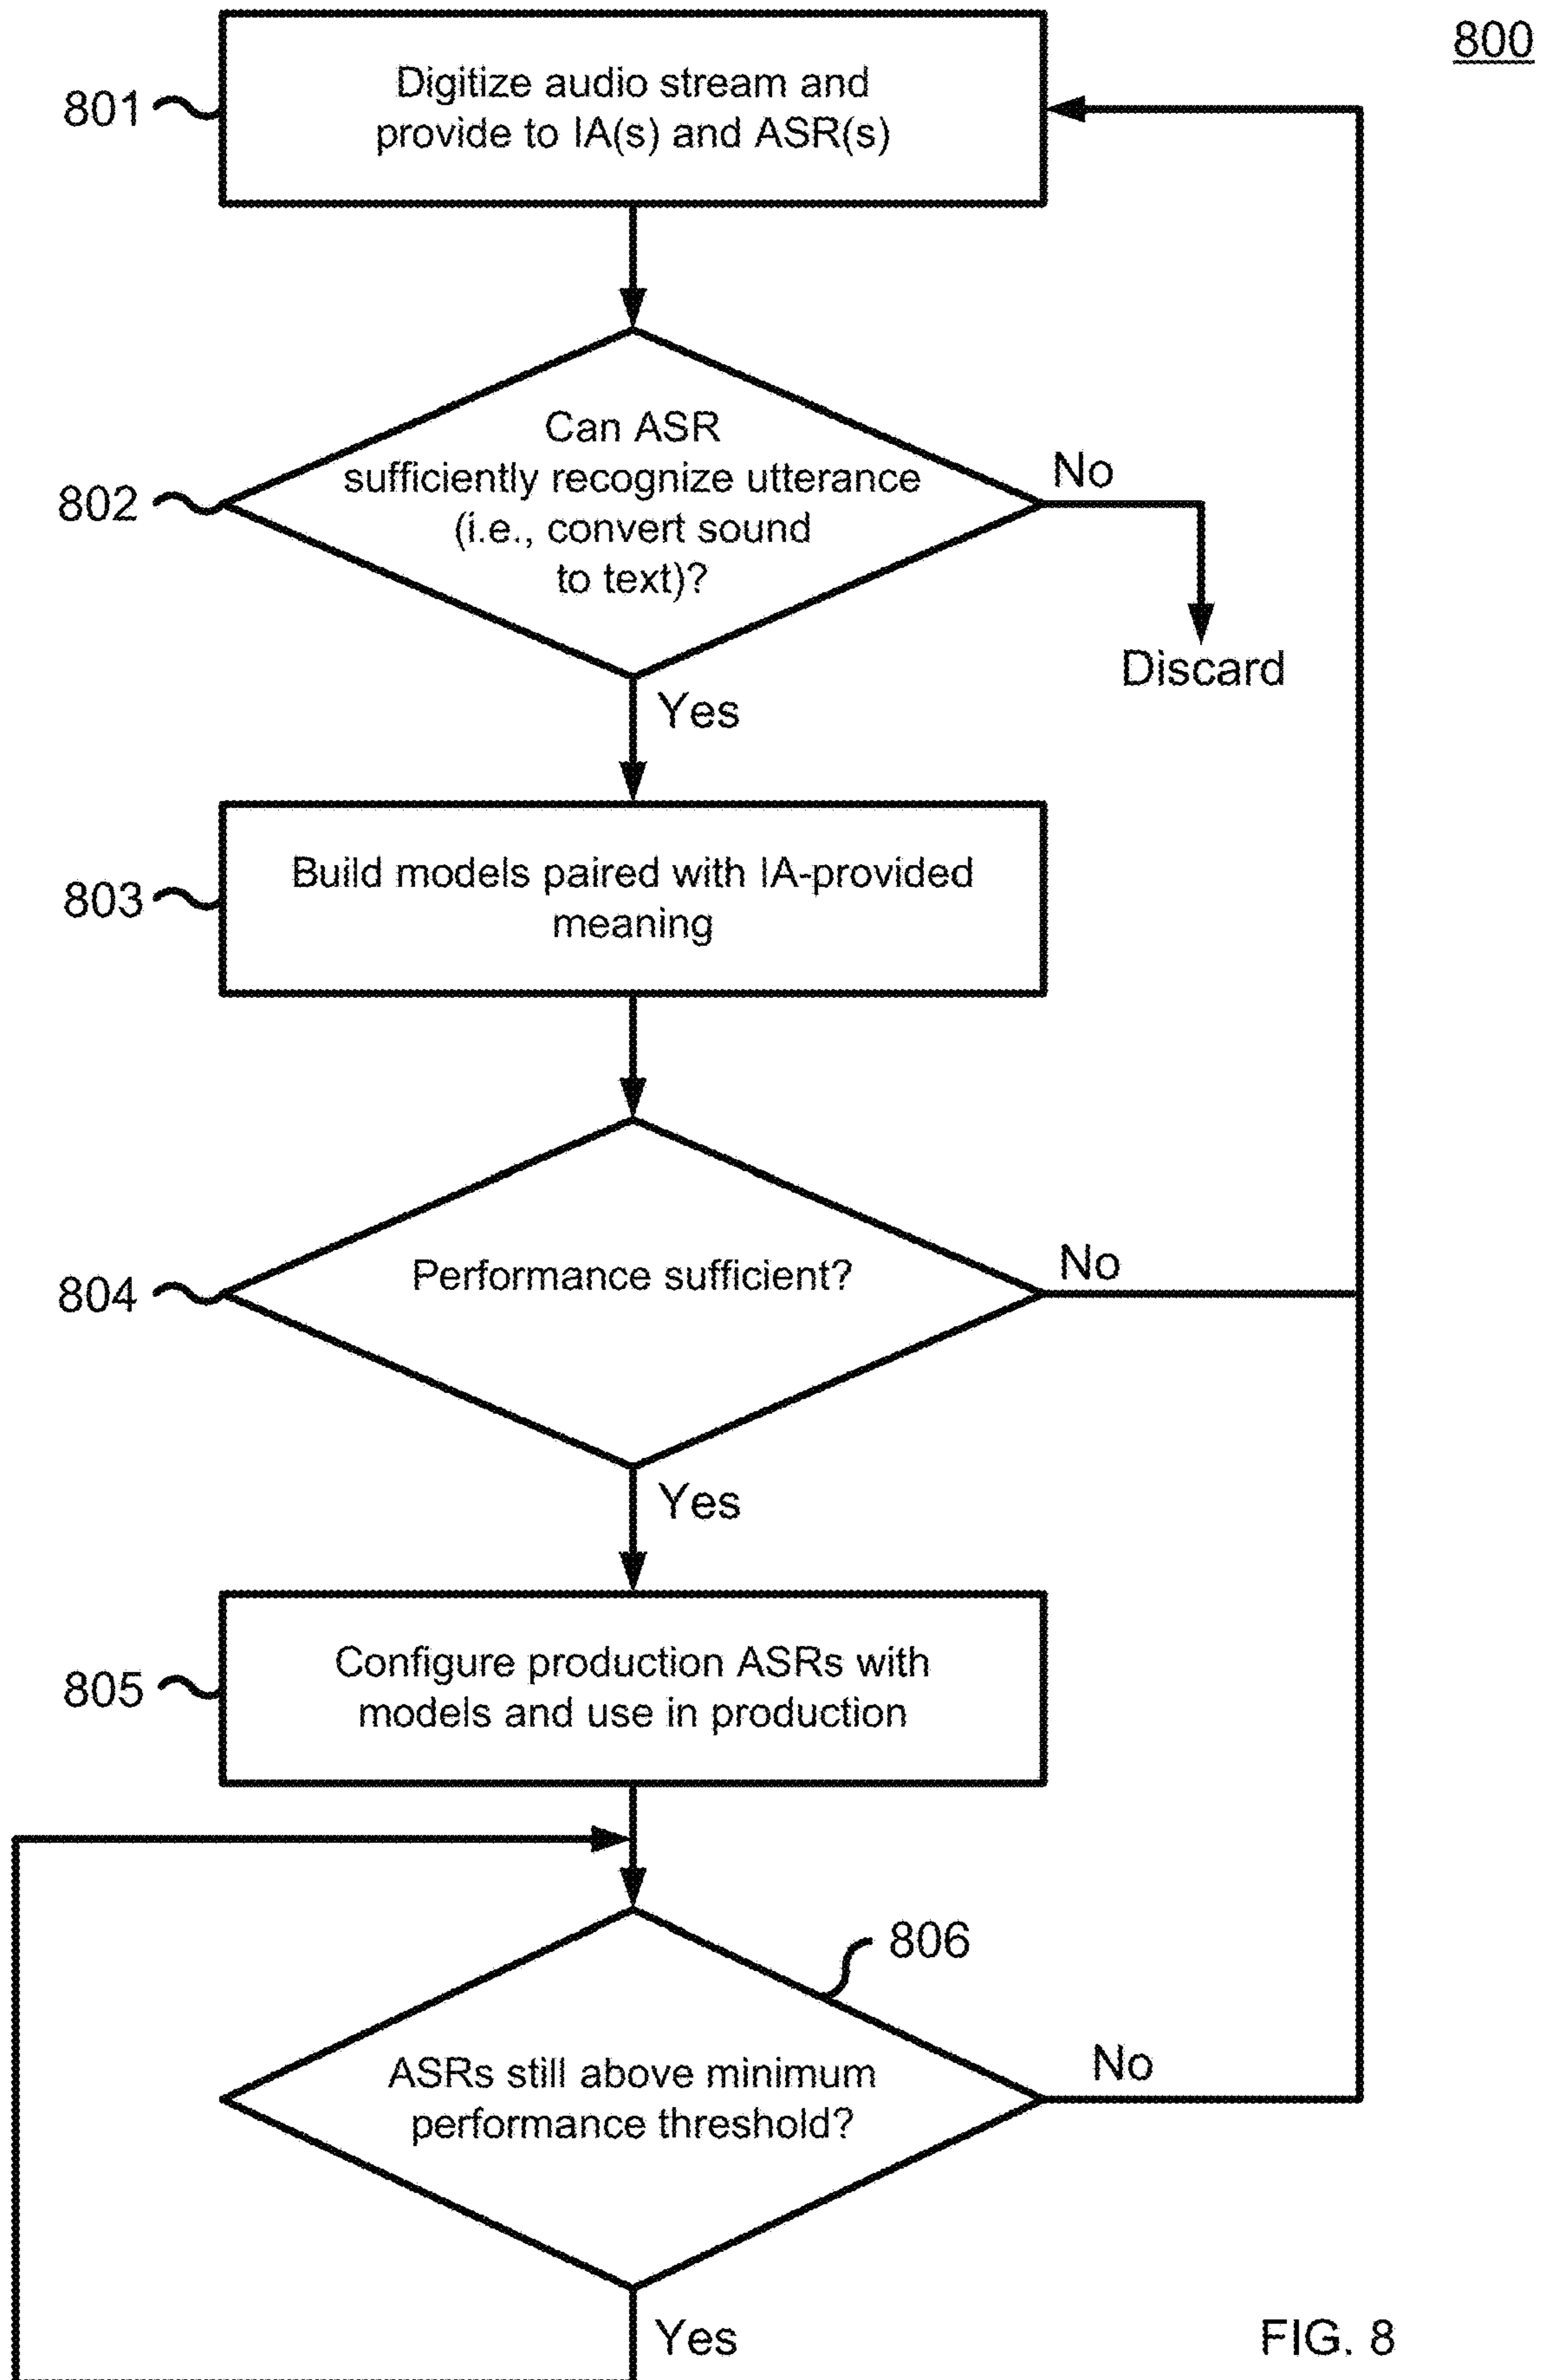 800
801
Digitize audio stream and
provide to IA(s) and ASR(s)
802
Can ASR
sufficiently recognize utterance
(i.e., convert sound
to text)?
No
Discard
Yes
803
Build models paired with IA-provided
meaning
804
Performance sufficient?
No
Yes
805
Configure production ASRs with
models and use in production
806
ASRs still above minimum
performance threshold?
No
Yes
FIG. 8